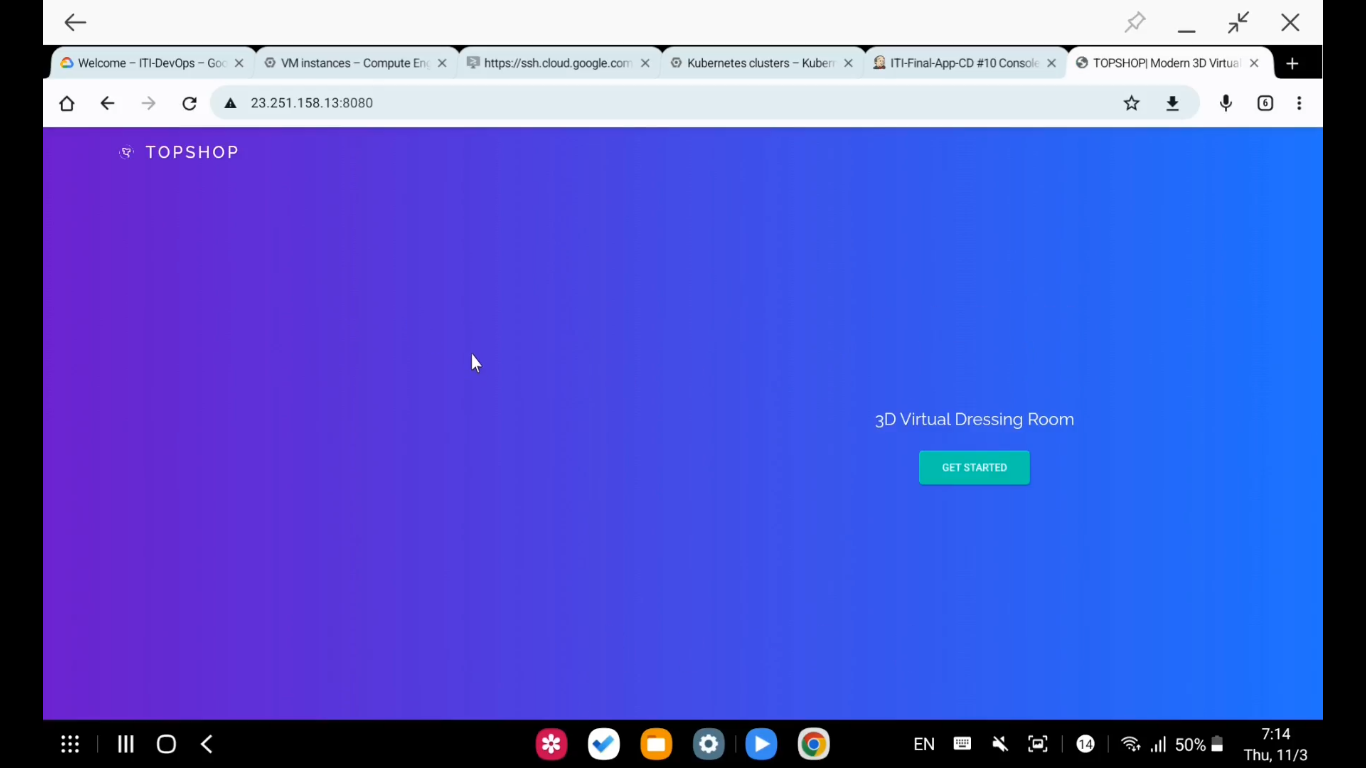 Welcome – ITI-DevOps – Goo
VM instances – Compute Eng
https://ssh.cloud.google.com
Kubernetes clusters – Kubern
ITI-Final-App-CD #10 Console
TOPSHOP| Modern 3D Virtual
23.251.158.13:8080
6
TOPSHOP
3D Virtual Dressing Room
GET STARTED
EN
14
50%
7:14
Thu, 11/3